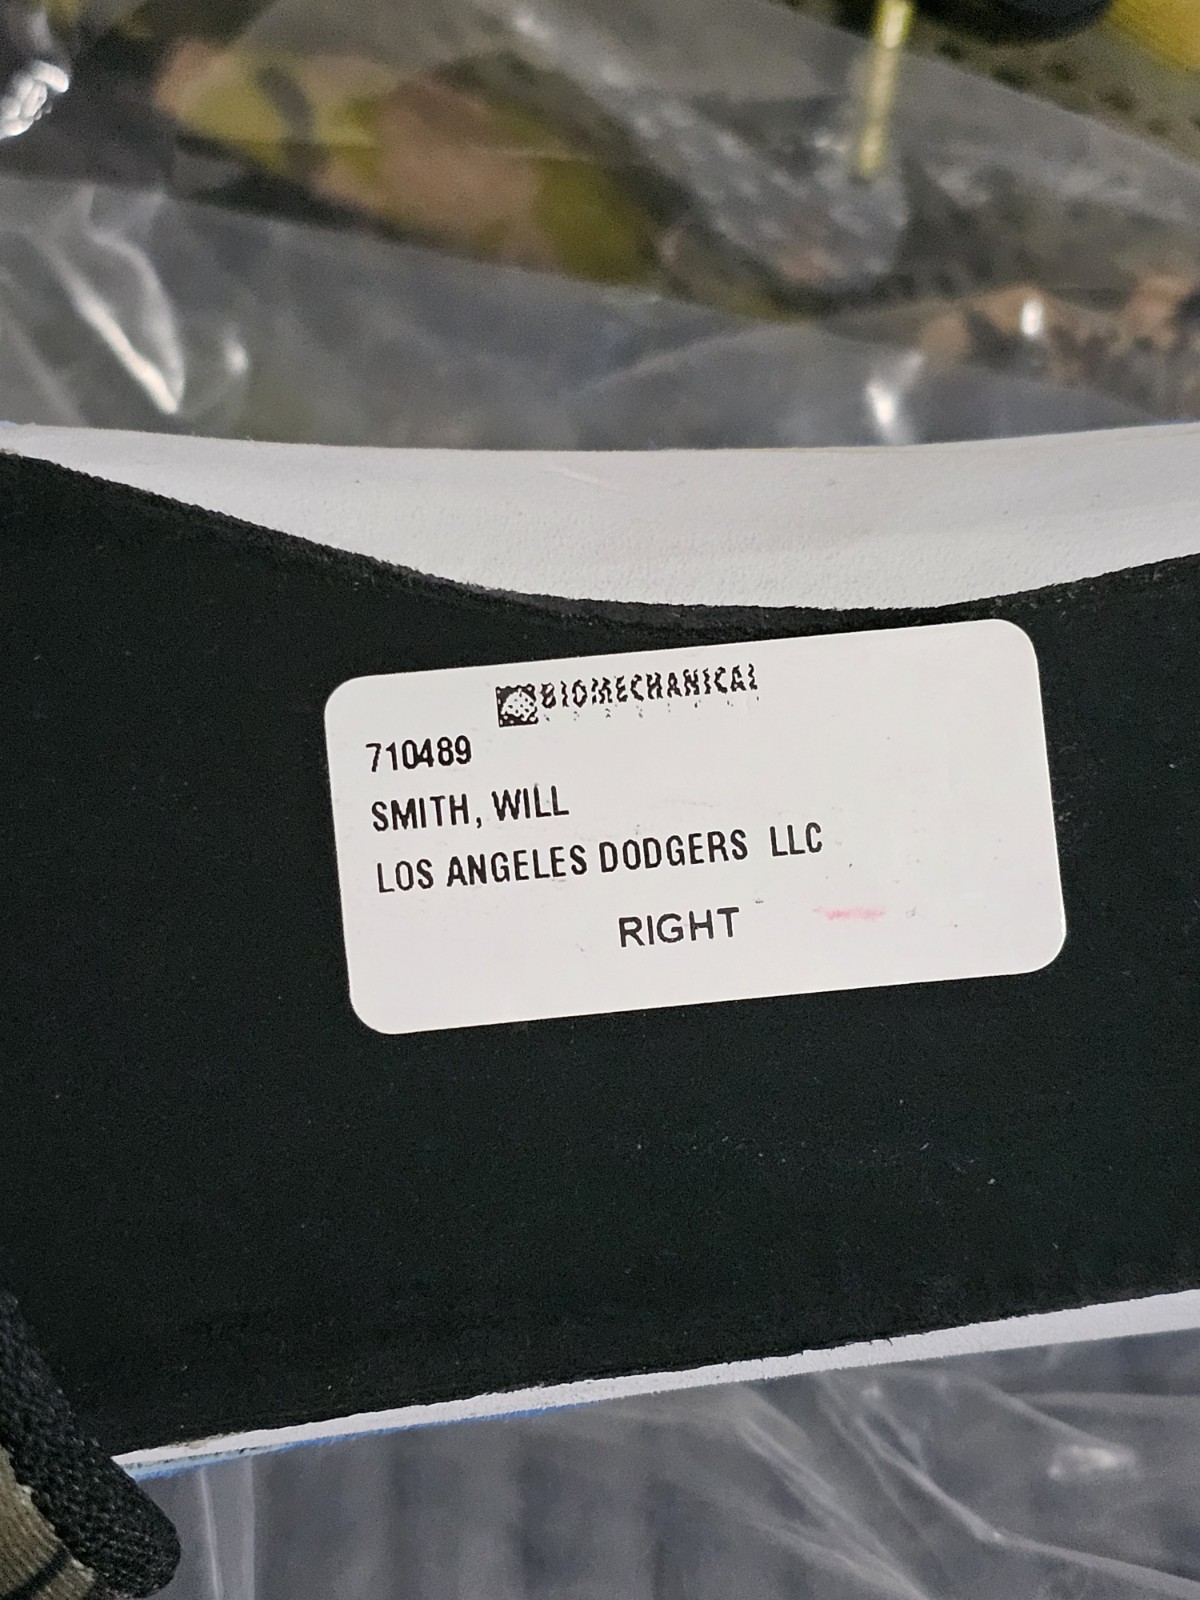 BIOMECHANICAL
710489
SMITH, WILL
LOS ANGELES DODGERS LLC
RIGHT